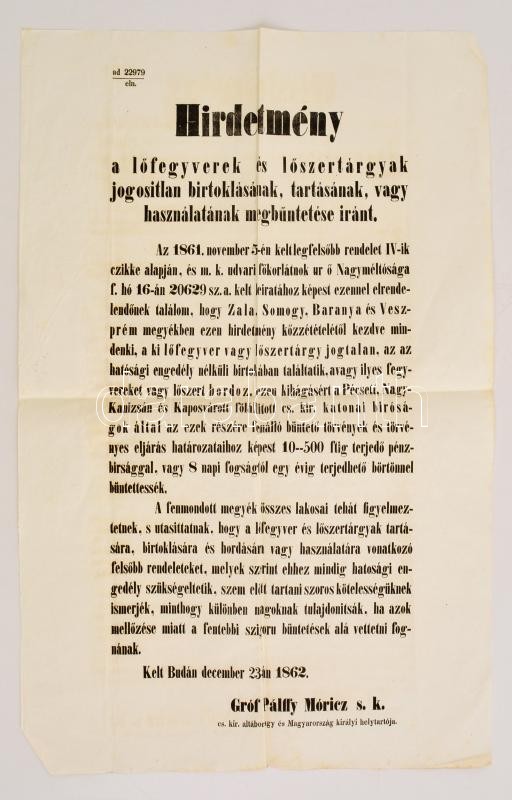 ad 22979
eln.
Hirdetmény
a lőfegyverek és lőszertárgyak
jogositlan birtoklásának, tartásának, vagy
használatának megbüntetése iránt.
Az 1861. november 5-én kelt legfelsőbb rendelet IV-ik
czikke alapján, és m. k. udvari főkorlátnok ur ő Nagyméltósága
f. hó 16-án 20629 sz. a. kelt leiratához képest ezennel elrende-
lendőnek találom, hogy Zala, Somogy, Baranya és Vesz-
prém megyékben ezen hirdetmény közzétételétől kezdve min-
denki, a ki lőfegyver vagy lőszertárgy jogtalan, az az
hatósági engedély nélküli birtokában találtatik, avagy ilyes fegy-
vereket vagy lőszert hordoz, ezen kihágásért a Pécsett, Nagy-
Kanizsán és Kaposvárott fölállított cs. kir. katonai biróság-
ok által az ezek részére fenálló büntető törvények és törvé-
nyes eljárás határozataihoz képest 10--500 ftig terjedő pénz-
birsággal, vagy 8 napi fogságtól egy évig terjedhető börtönnel
büntettessék.
A fenmondott megyék összes lakosai tehát figyelmez-
tetnek, s utasittatnak, hogy a lőfegyver és lőszertárgyak tartá-
sára, birtoklására és hordására vagy használatára vonatkozó
felsőbb rendeleteket, melyek szerint ehhez mindig hatosági en-
gedély szükségeltetik, szem előtt tartani szoros kötelességüknek
ismerjék, minthogy különben magoknak tulajdonitsák, ha azok
mellőzése miatt a fentebbi szigoru büntetések alá vettetni fog-
nának.
Kelt Budán december 23án 1862.
Gróf Pálffy Móricz s. k.
cs. kir. altábornagy és Magyarország királyi helytartója.